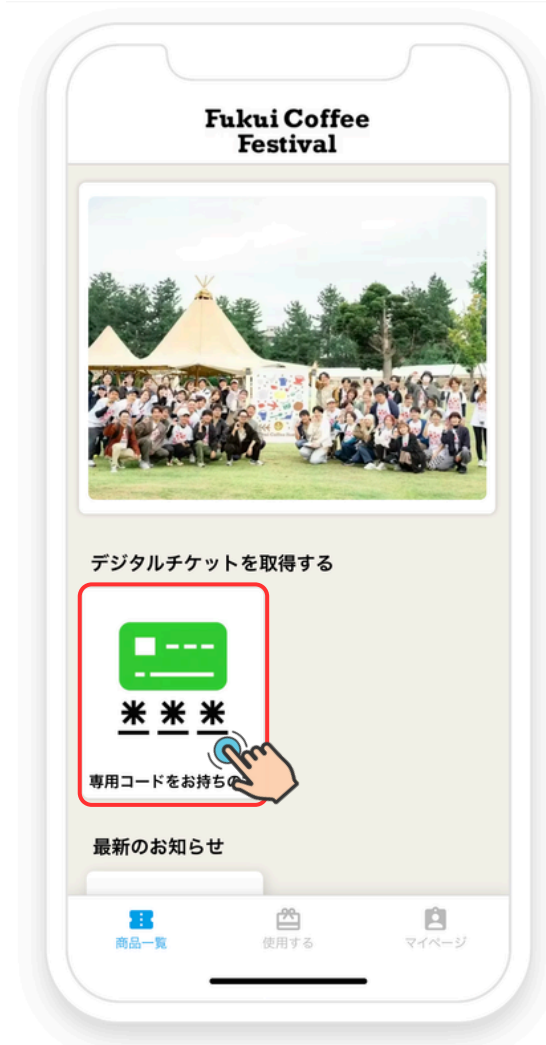 Fukui Coffee
Festival
デジタルチケットを取得する
専用コードをお持ちの
最新のお知らせ
商品一覧
使用する
マイページ